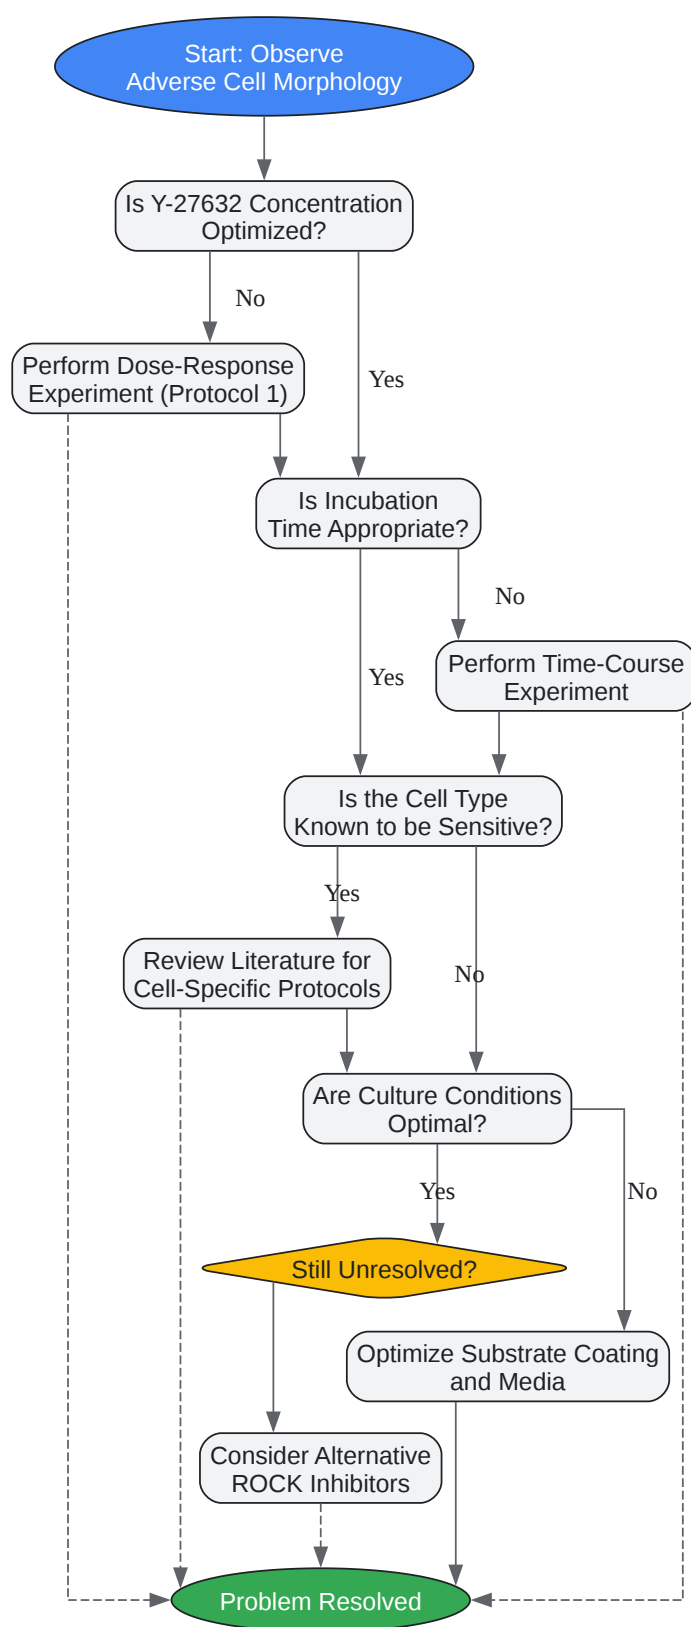 Start: Observe
Adverse Cell Morphology
Is Y-27632 Concentration
Optimized?
No
Perform Dose-Response
Experiment (Protocol 1)
Yes
Is Incubation
Time Appropriate?
No
Perform Time-Course
Experiment
Yes
Is the Cell Type
Known to be Sensitive?
Yes
Review Literature for
Cell-Specific Protocols
No
Are Culture Conditions
Optimal?
Yes
No
Still Unresolved?
Optimize Substrate Coating
and Media
Consider Alternative
ROCK Inhibitors
Problem Resolved